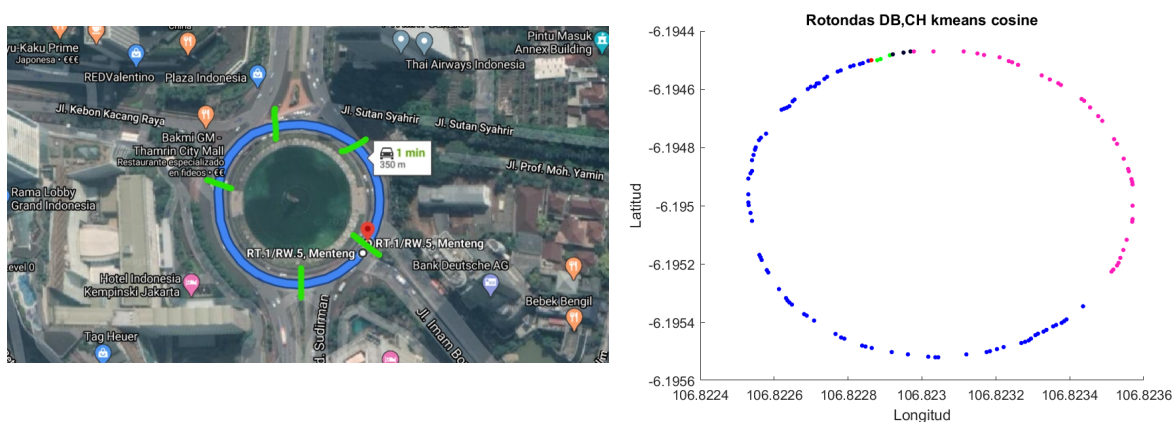 China
yu-Kaku Prime
Japonesa • €€€
REDValentino
Plaza Indonesia
Thai Airways Indonesia
Pintu Masuk
Annex Building
Jl. Kebon Kacang Raya
Jl. Sutan Syahrir
Jl. Sutan Syahrir
Bakmi GM -
Thamrin City Mall
Restaurante especializado
en fideos • €€
1 min
350 m
Jl. Prof. Moh. Yamin
Rama Lobby
Grand Indonesia
RT.1/RW.5, Menteng
RT.1/RW.5, Menteng
Bank Deutsche AG
evel 0
Hotel Indonesia
Kempinski Jakarta
Bebek Bengil
Tag Heuer
d. Sudirman
Jl. Imam Bo
Rotondas DB,CH kmeans cosine
-6.1944
-6.1946
-6.1948
-6.195
-6.1952
-6.1954
-6.1956
Latitud
106.8224
106.8226
106.8228
106.823
106.8232
106.8234
106.8236
Longitud